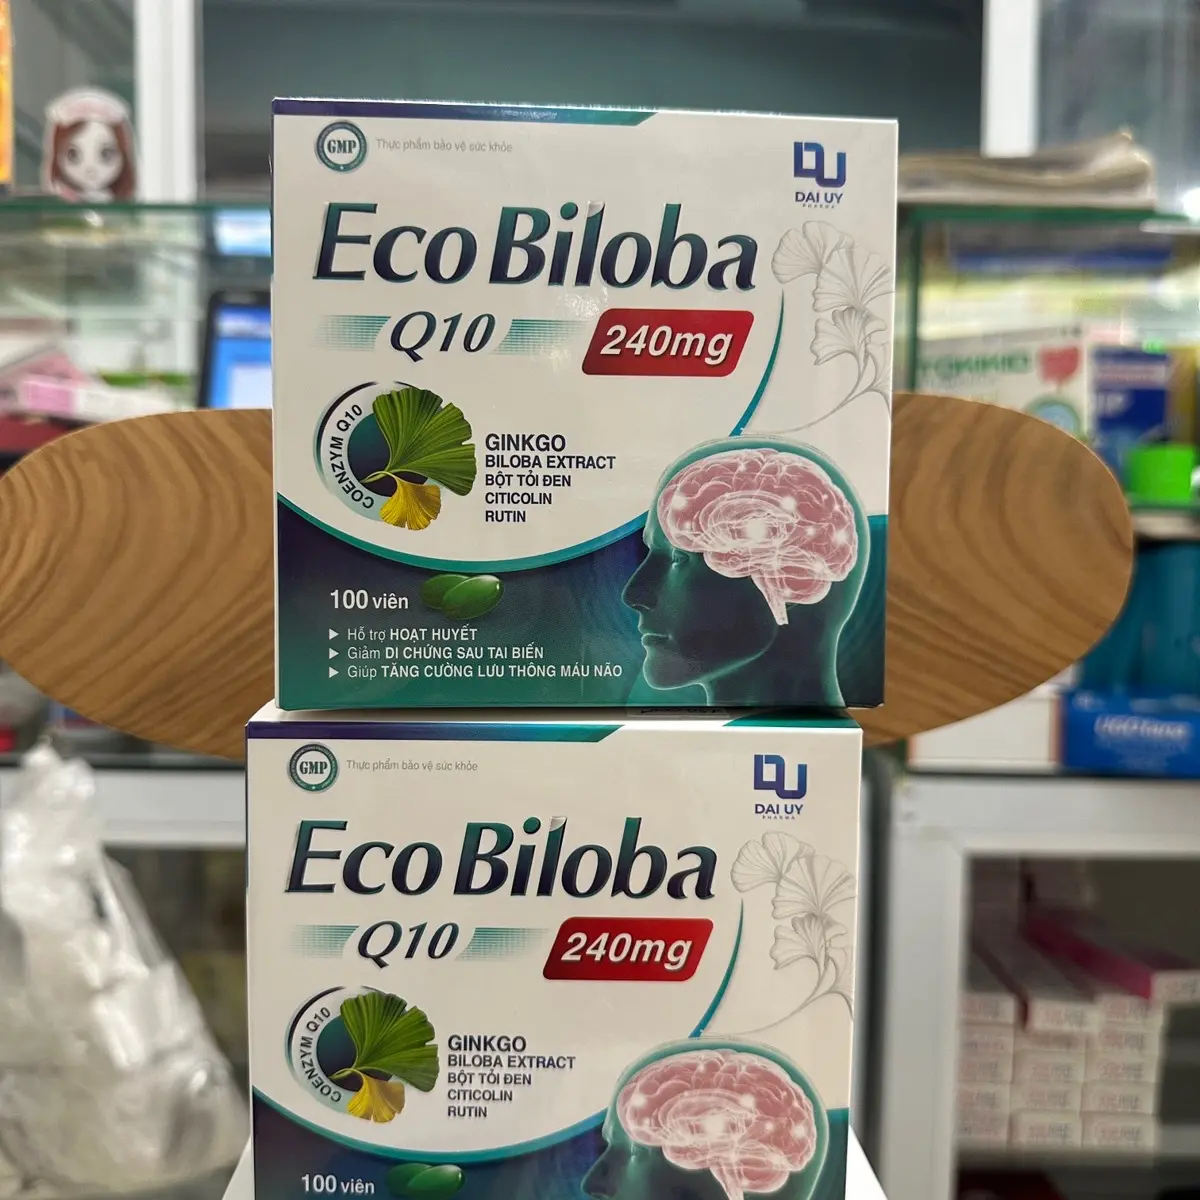 GMP
Thực phẩm bảo vệ sức khỏe
DU
DAI UY
PHARMA
Eco Biloba
Q10
240mg
COENZYM Q10
GINKGO
BILOBA EXTRACT
BỘT TỎI ĐEN
CITICOLIN
RUTIN
100 viên
Hỗ trợ HOẠT HUYẾT
Giảm DI CHỨNG SAU TAI BIẾN
Giúp TĂNG CƯỜNG LƯU THÔNG MÁU NÃO
GMP
Thực phẩm bảo vệ sức khỏe
DU
DAI UY
PHARMA
Eco Biloba
Q10
240mg
COENZYM Q10
GINKGO
BILOBA EXTRACT
BỘT TỎI ĐEN
CITICOLIN
RUTIN
100 viên